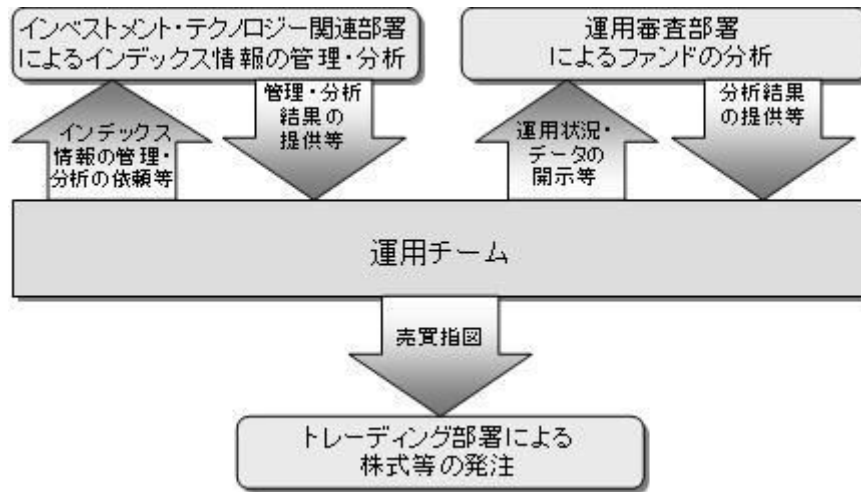 インベストメント・テクノロジー関連部署
によるインデックス情報の管理・分析
運用審査部署
によるファンドの分析
インデックス
情報の管理・
分析の依頼等
管理・分析
結果の
提供等
運用状況・
データの
開示等
分析結果
の提供等
運用チーム
売買指図
トレーディング部署による
株式等の発注